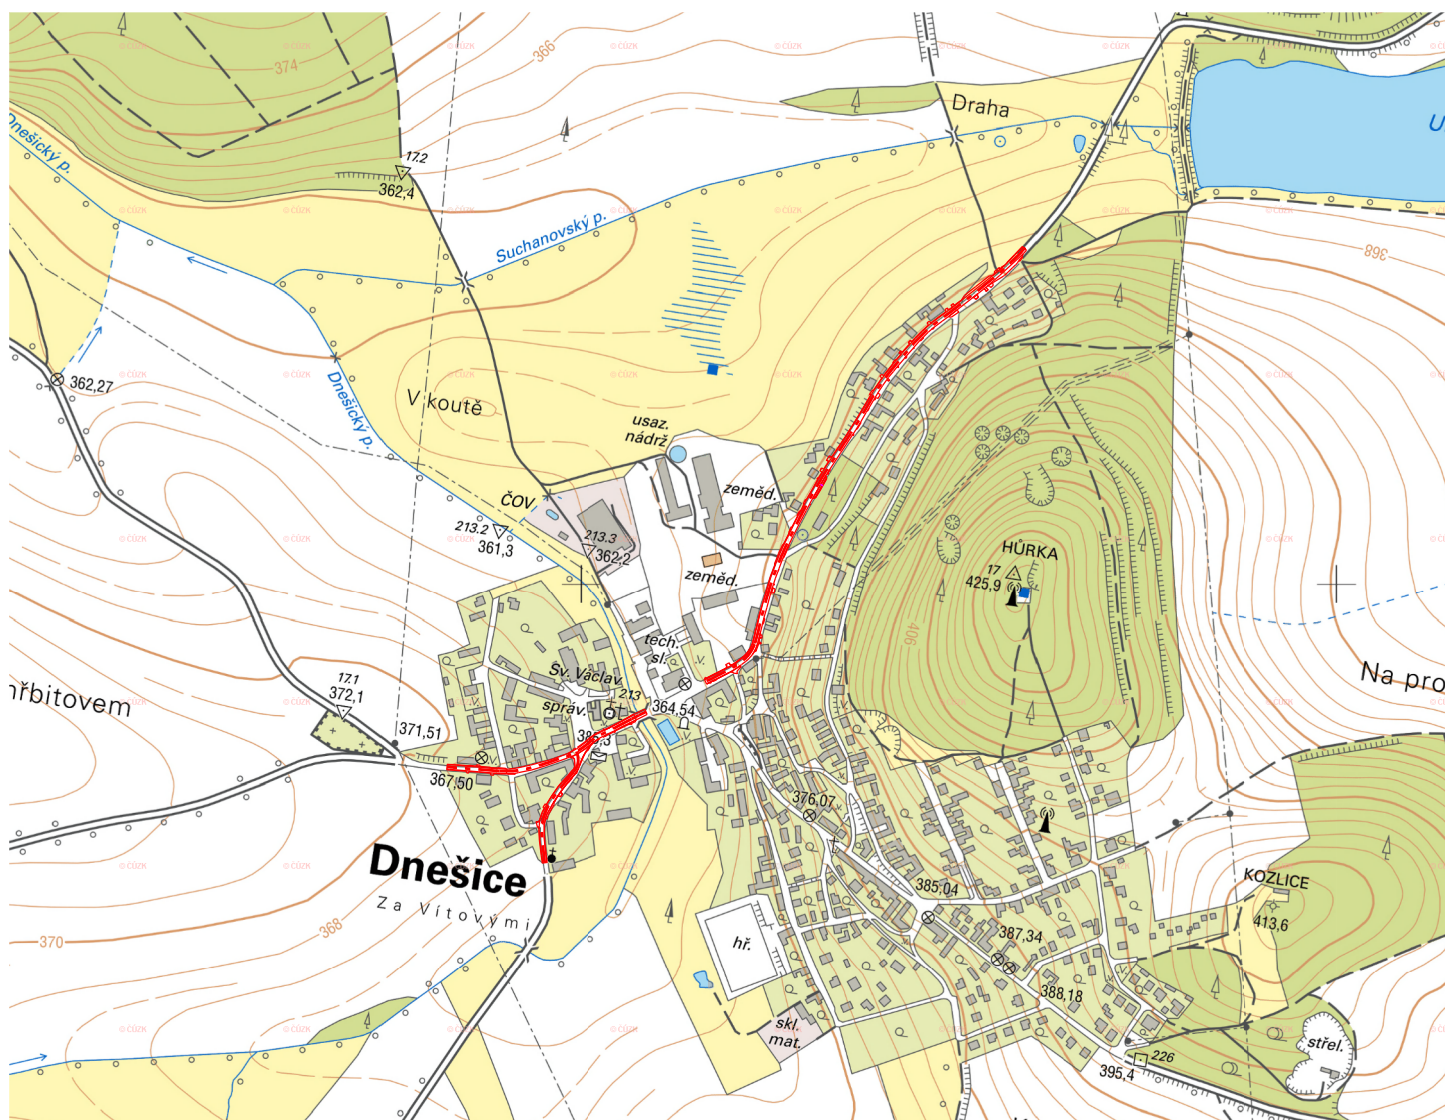 374
366
Draha
Dnešický p.
17.2
362,4
U
Suchanovský p.
368
362,27
V koutě
Dnešický p.
usaz.
nádrž
ČOV
zeměd.
213.2
361,3
213.3
362,2
HŮRKA
17
425,9
zeměd.
406
tech.
sl.
Sv. Václav
213
správ.
364,54
Na pro
hřbitovem
17.1
372,1
371,51
367,50
376,07
Dnešice
Za Vítovými
385,04
KOZLICE
413,6
370
368
hř.
387,34
388,18
skl.
mat.
226
395,4
střel.
© ČÚZK